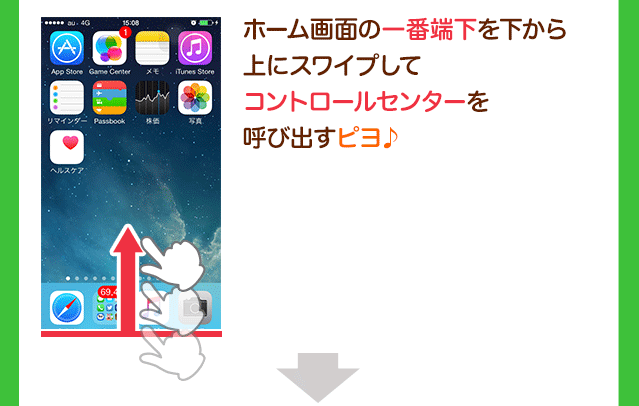 au 4G 15:08
1
App Store Game Center メモ iTunes Store
リマインダー Passbook 株価 写真
ヘルスケア
69,4
ホーム画面の一番端下を下から
上にスワイプして
コントロールセンターを
呼び出すピヨ♪